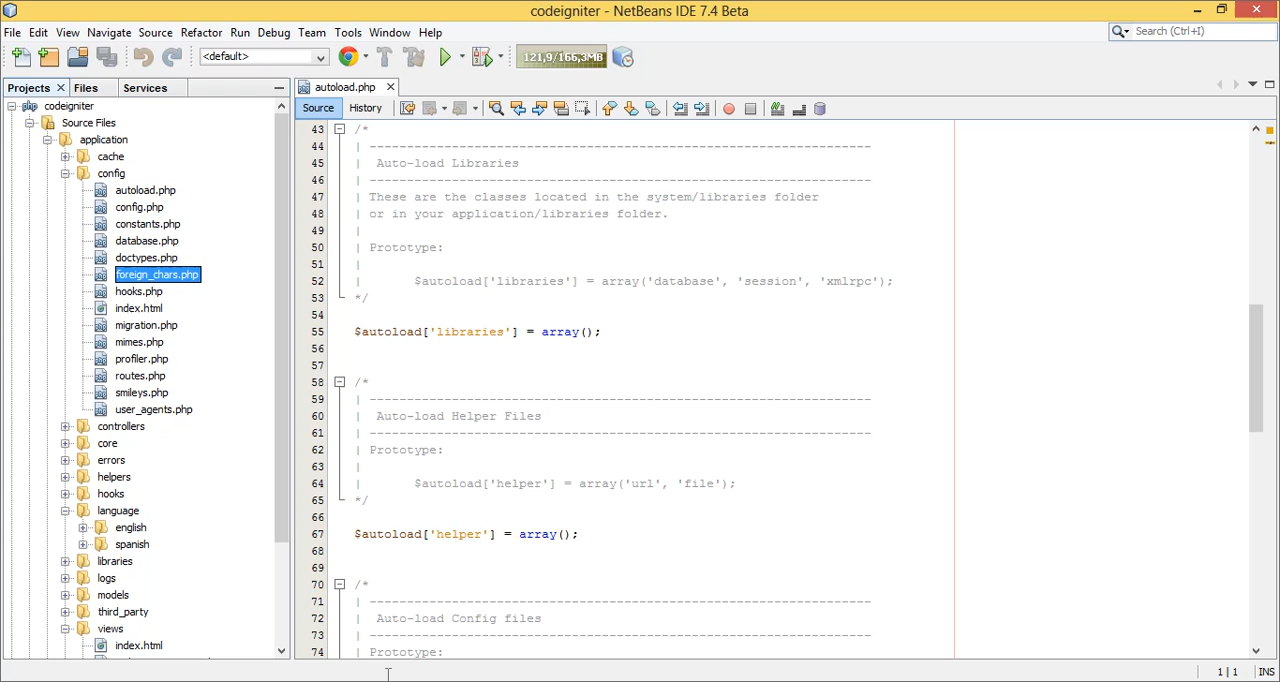 codeigniter - NetBeans IDE 7.4 Beta
File Edit View Navigate Source Refactor Run Debug Team Tools Window Help
Search (Ctrl+I)
<default>
121,9/166,3MB
Projects
Files
Services
autoload.php
Source
History
codeigniter
Source Files
application
cache
config
autoload.php
config.php
constants.php
database.php
doctypes.php
foreign_chars.php
hooks.php
index.html
migration.php
mimes.php
profiler.php
routes.php
smileys.php
user_agents.php
controllers
core
errors
helpers
hooks
language
english
spanish
libraries
logs
models
third_party
views
index.html
43 /*
44 | -------------------------------------------------------------------
45 |  Auto-load Libraries
46 | -------------------------------------------------------------------
47 | These are the classes located in the system/libraries folder
48 | or in your application/libraries folder.
49 |
50 | Prototype:
51 |
52 |       $autoload['libraries'] = array('database', 'session', 'xmlrpc');
53 */
54
55 $autoload['libraries'] = array();
56
57
58 /*
59 | -------------------------------------------------------------------
60 |  Auto-load Helper Files
61 | -------------------------------------------------------------------
62 | Prototype:
63 |
64 |       $autoload['helper'] = array('url', 'file');
65 */
66
67 $autoload['helper'] = array();
68
69
70 /*
71 | -------------------------------------------------------------------
72 |  Auto-load Config files
73 | -------------------------------------------------------------------
74 | Prototype:
1 | 1
INS